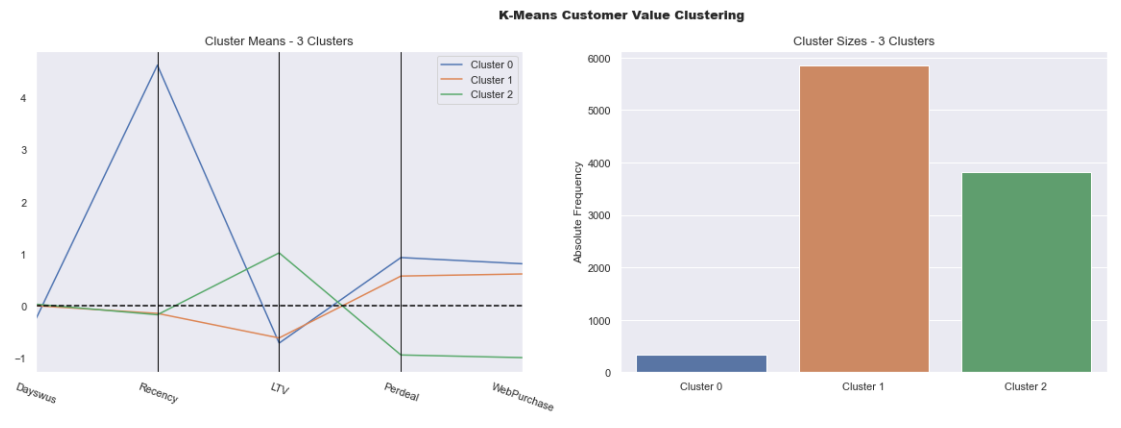 K-Means Customer Value Clustering
Cluster Means - 3 Clusters
Cluster 0
Cluster 1
Cluster 2
4
3
2
1
0
−1
Dayswus
Recency
LTV
Perdeal
WebPurchase
Cluster Sizes - 3 Clusters
Absolute Frequency
6000
5000
4000
3000
2000
1000
0
Cluster 0
Cluster 1
Cluster 2